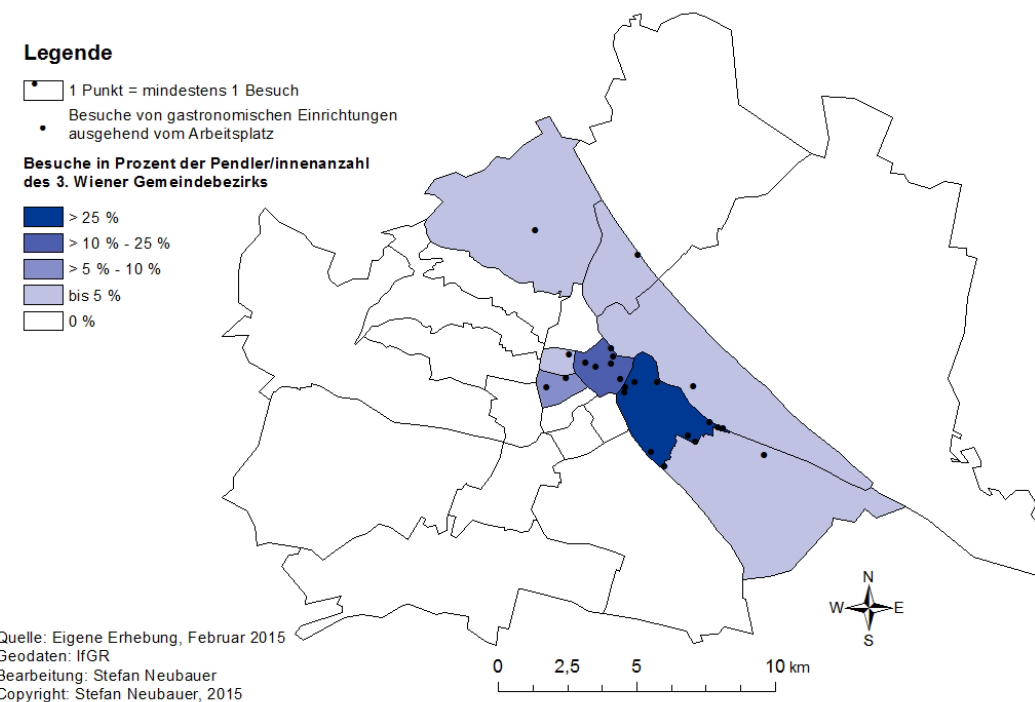 Legende
1 Punkt = mindestens 1 Besuch
Besuche von gastronomischen Einrichtungen
ausgehend vom Arbeitsplatz
Besuche in Prozent der Pendler/innenanzahl
des 3. Wiener Gemeindebezirks
> 25 %
> 10 % - 25 %
> 5 % - 10 %
bis 5 %
0 %
N
W E
S
Quelle: Eigene Erhebung, Februar 2015
Geodaten: IfGR
Bearbeitung: Stefan Neubauer
Copyright: Stefan Neubauer, 2015
0 2,5 5 10 km